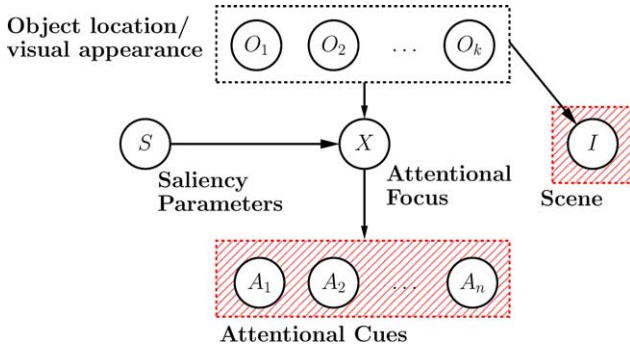 Object location/
visual appearance
O1 O2 ... Ok
S
X
I
Saliency
Parameters
Attentional
Focus
Scene
A1 A2 ... An
Attentional Cues